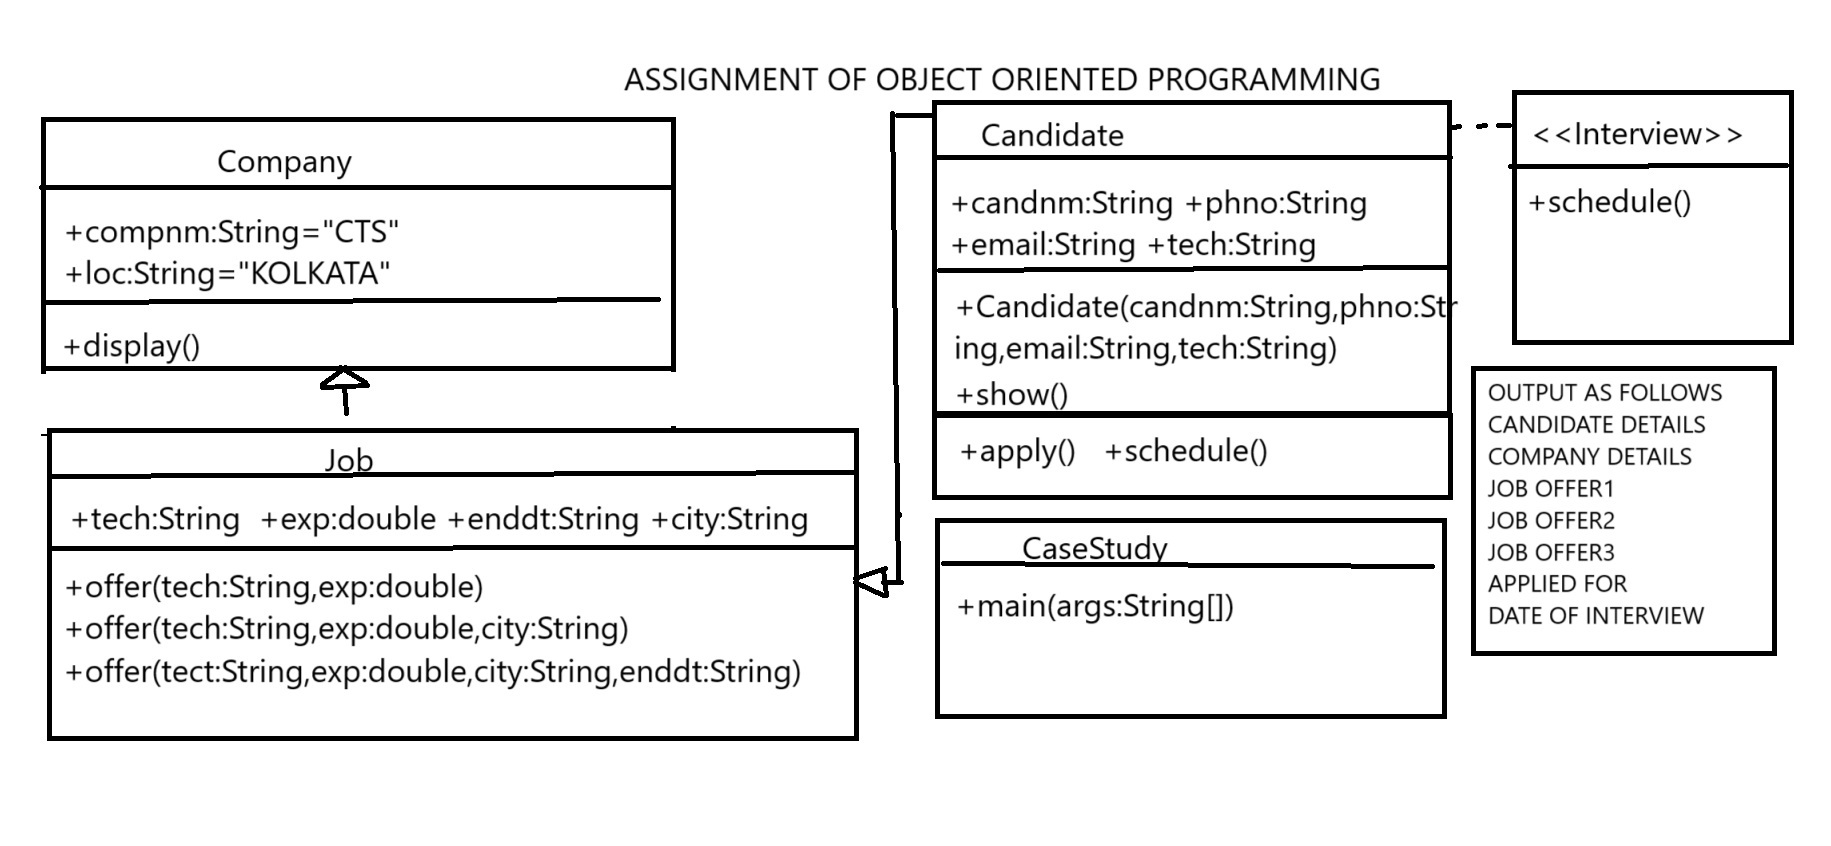 ASSIGNMENT OF OBJECT ORIENTED PROGRAMMING
Company
+compnm:String="CTS"
+loc:String="KOLKATA"
+display()
Job
+tech:String +exp:double +enddt:String +city:String
+offer(tech:String,exp:double)
+offer(tech:String,exp:double,city:String)
+offer(tect:String,exp:double,city:String,enddt:String)
Candidate
+candnm:String +phno:String
+email:String +tech:String
+Candidate(candnm:String,phno:Str
ing,email:String,tech:String)
+show()
+apply() +schedule()
CaseStudy
+main(args:String[])
<<Interview>>
+schedule()
OUTPUT AS FOLLOWS
CANDIDATE DETAILS
COMPANY DETAILS
JOB OFFER1
JOB OFFER2
JOB OFFER3
APPLIED FOR
DATE OF INTERVIEW